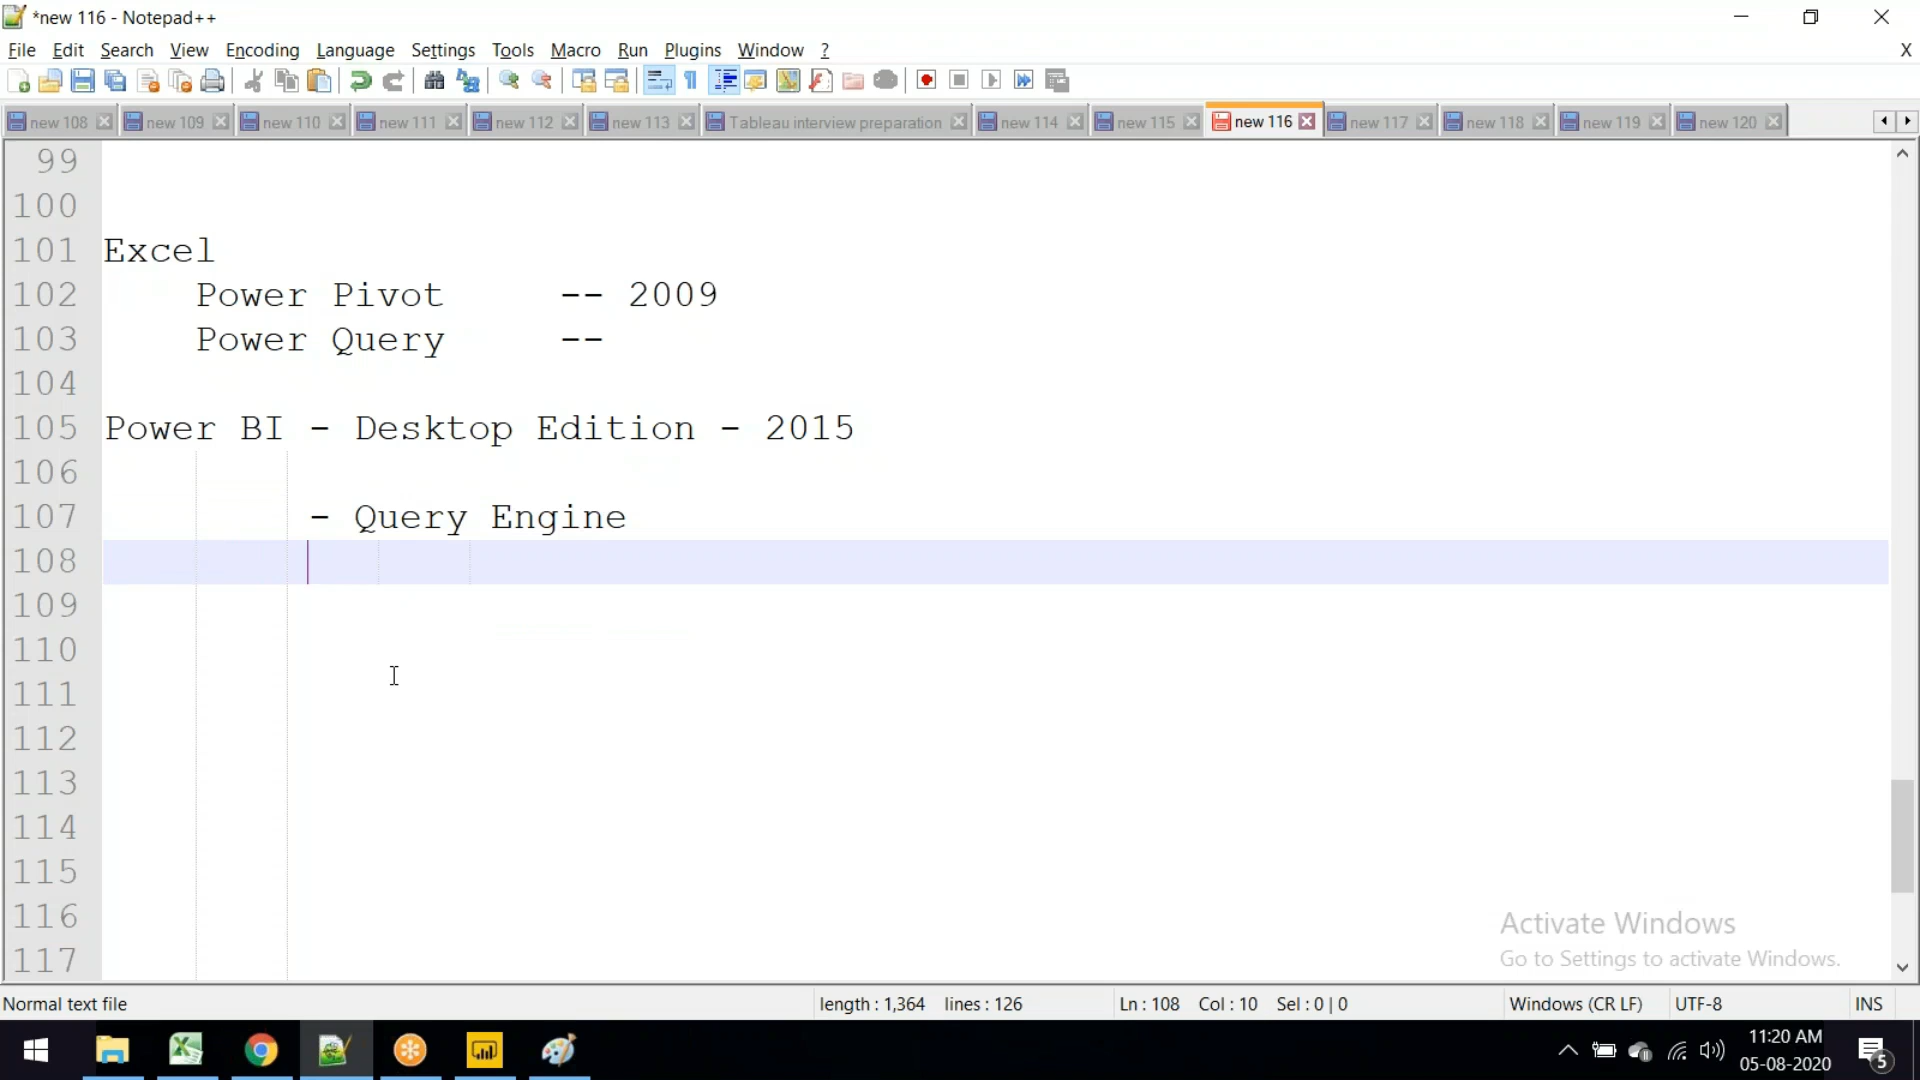 *new 116 - Notepad++
File Edit Search View Encoding Language Settings Tools Macro Run Plugins Window ? X
new 108 new 109 new 110 new 111 new 112 new 113 Tableau interview preparation new 114 new 115 new 116 new 117 new 118 new 119 new 120
99
100
101 Excel
102 Power Pivot -- 2009
103 Power Query --
104
105 Power BI - Desktop Edition - 2015
106
107 - Query Engine
108
109
110
111
112
113
114
115
116
117
Activate Windows
Go to Settings to activate Windows.
Normal text file length : 1,364 lines : 126 Ln : 108 Col : 10 Sel : 0 | 0 Windows (CR LF) UTF-8 INS
11:20 AM
05-08-2020
5